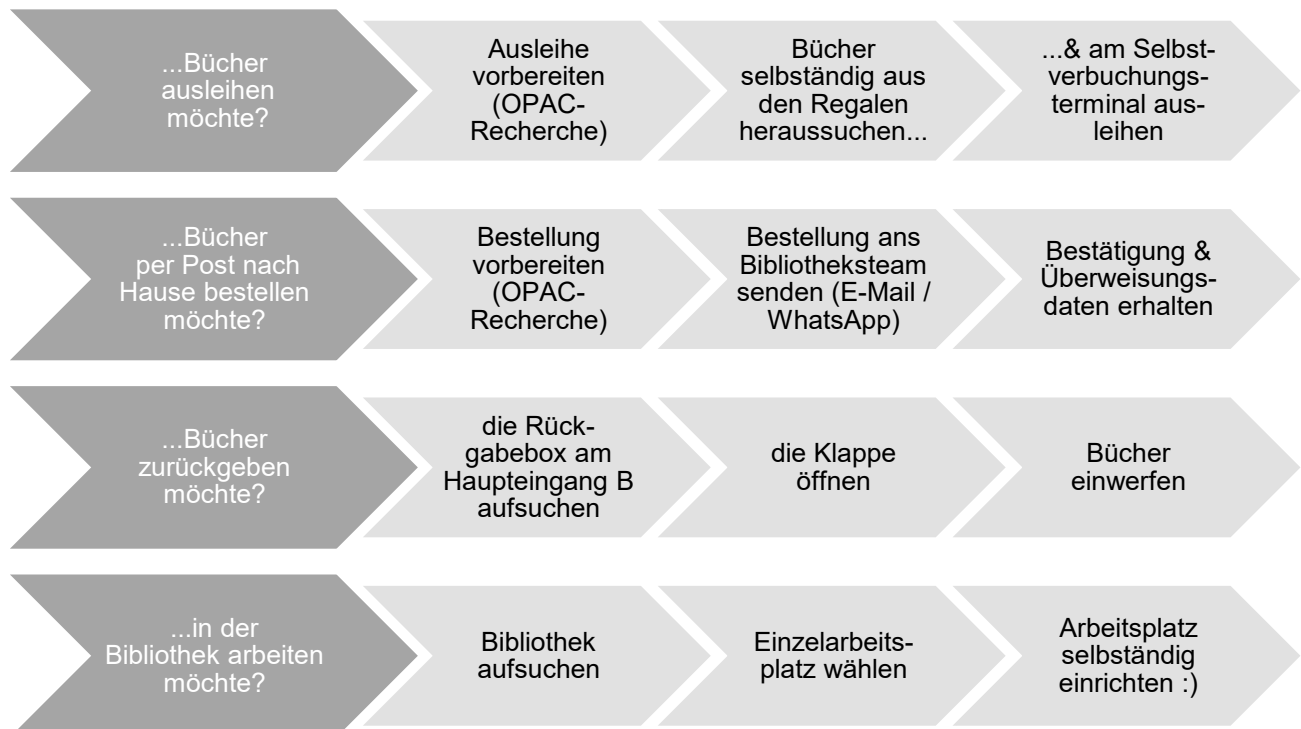 ...Bücher
ausleihen
möchte?
Ausleihe
vorbereiten
(OPAC-
Recherche)
Bücher
selbständig aus
den Regalen
heraussuchen...
...& am Selbst-
verbuchungs-
terminal aus-
leihen
...Bücher
per Post nach
Hause bestellen
möchte?
Bestellung
vorbereiten
(OPAC-
Recherche)
Bestellung ans
Bibliotheksteam
senden (E-Mail /
WhatsApp)
Bestätigung &
Überweisungs-
daten erhalten
...Bücher
zurückgeben
möchte?
die Rück-
gabebox am
Haupteingang B
aufsuchen
die Klappe
öffnen
Bücher
einwerfen
...in der
Bibliothek arbeiten
möchte?
Bibliothek
aufsuchen
Einzelarbeits-
platz wählen
Arbeitsplatz
selbständig
einrichten :)